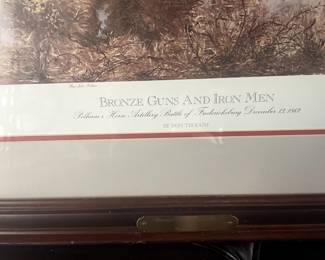 BRONZE GUNS AND IRON MEN
Pelham's Horse Artillery Battle of Fredericksburg December 13, 1862
BY DON TROIANI